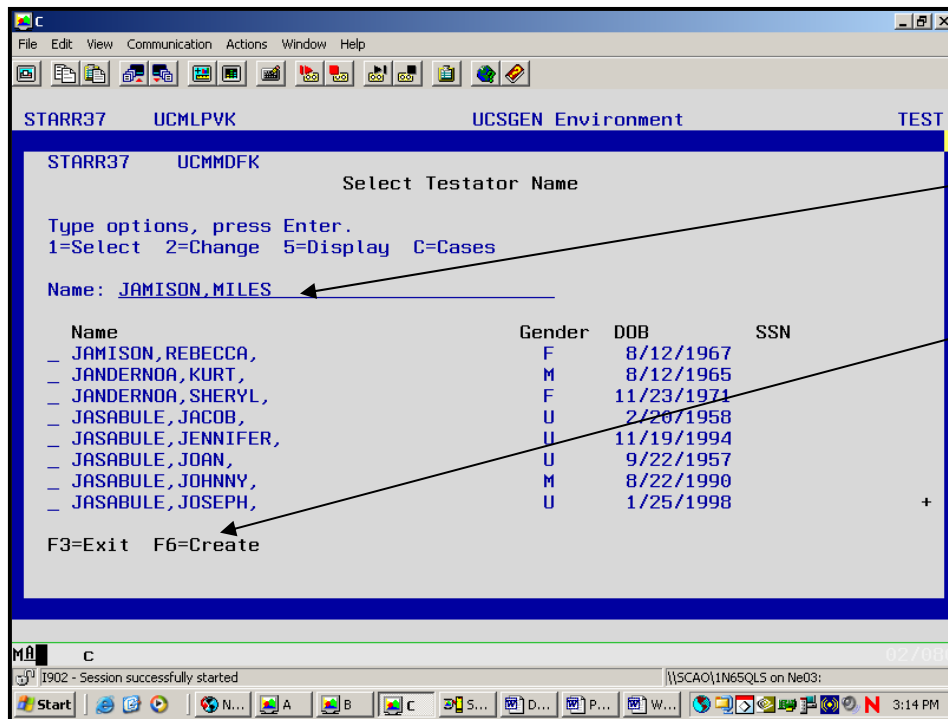 C
File Edit View Communication Actions Window Help
STARR37 UCMLPVK UCSGEN Environment TEST
STARR37 UCMMDFK
Select Testator Name
Type options, press Enter.
1=Select 2=Change 5=Display C=Cases
Name: JAMISON,MILES
Name Gender DOB SSN
_ JAMISON,REBECCA, F 8/12/1967
_ JANDERNOA,KURT, M 8/12/1965
_ JANDERNOA,SHERYL, F 11/23/1971
_ JASABULE,JACOB, U 2/20/1958
_ JASABULE,JENNIFER, U 11/19/1994
_ JASABULE,JOAN, U 9/22/1957
_ JASABULE,JOHNNY, M 8/22/1990
_ JASABULE,JOSEPH, U 1/25/1998 +
F3=Exit F6=Create
MA C 02/08
I902 - Session successfully started \\SCAO\1N65QLS on Ne03:
Start N... A B C S... D... P... W... N 3:14 PM